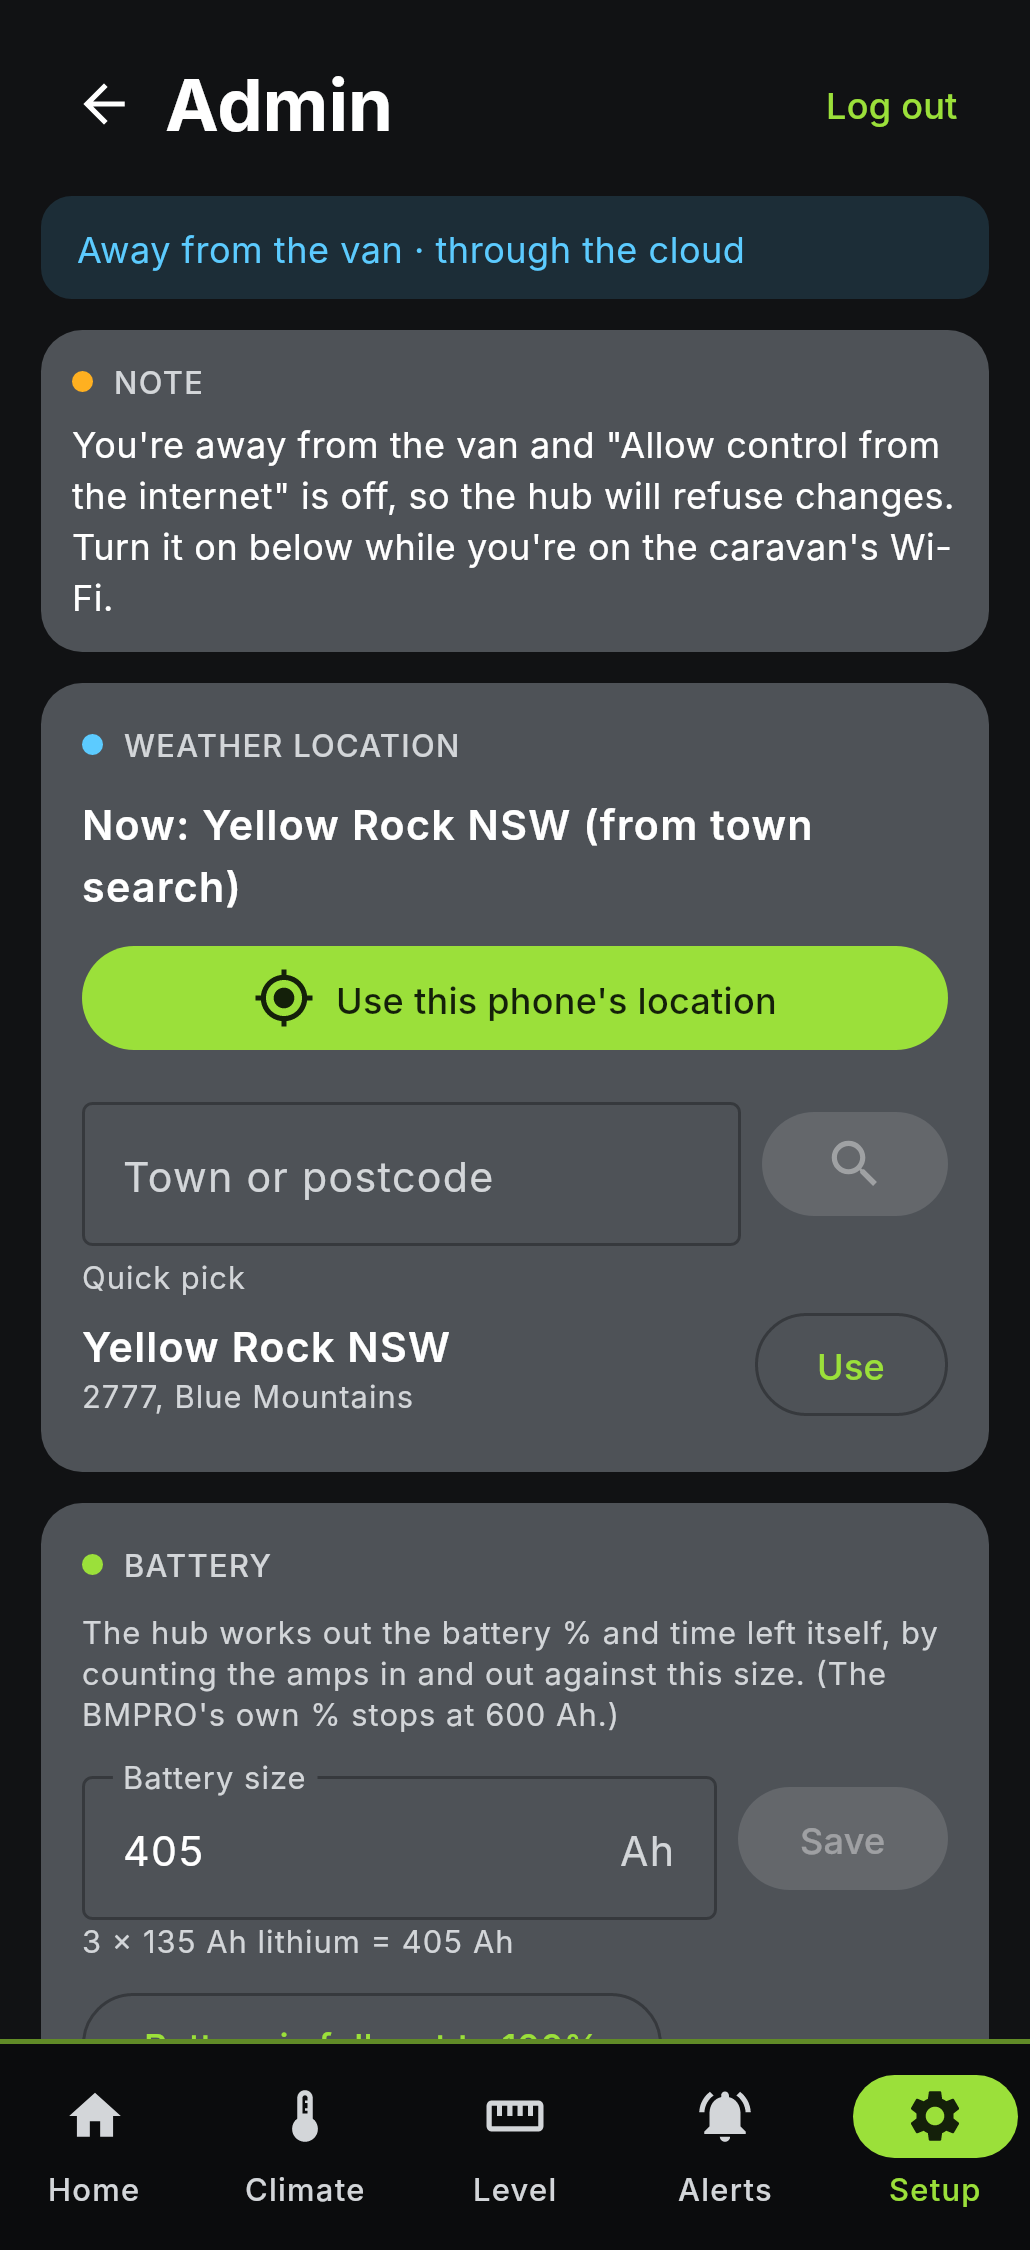 Admin
Log out
Away from the van · through the cloud
NOTE
You're away from the van and "Allow control from
the internet" is off, so the hub will refuse changes.
Turn it on below while you're on the caravan's Wi-
Fi.
WEATHER LOCATION
Now: Yellow Rock NSW (from town
search)
Use this phone's location
Town or postcode
Quick pick
Yellow Rock NSW
2777, Blue Mountains
Use
BATTERY
The hub works out the battery % and time left itself, by
counting the amps in and out against this size. (The
BMPRO's own % stops at 600 Ah.)
Battery size
405
Ah
Save
3 × 135 Ah lithium = 405 Ah
Home
Climate
Level
Alerts
Setup